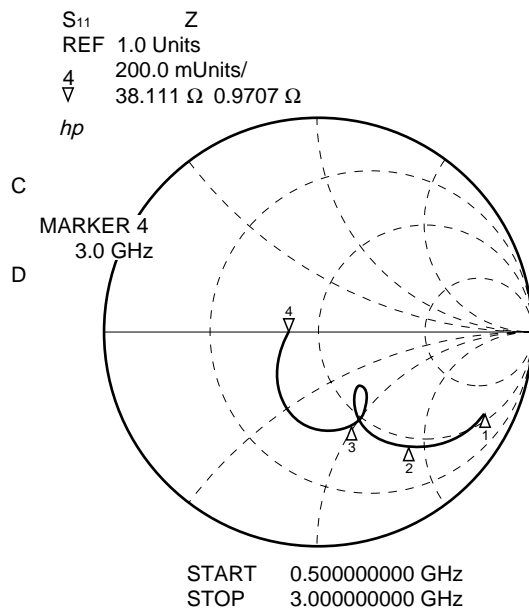 S11 Z
REF 1.0 Units
4 200.0 mUnits/
▽ 38.111 Ω 0.9707 Ω
hp
C
MARKER 4
3.0 GHz
D
4
1
3
2
START 0.500000000 GHz
STOP 3.000000000 GHz